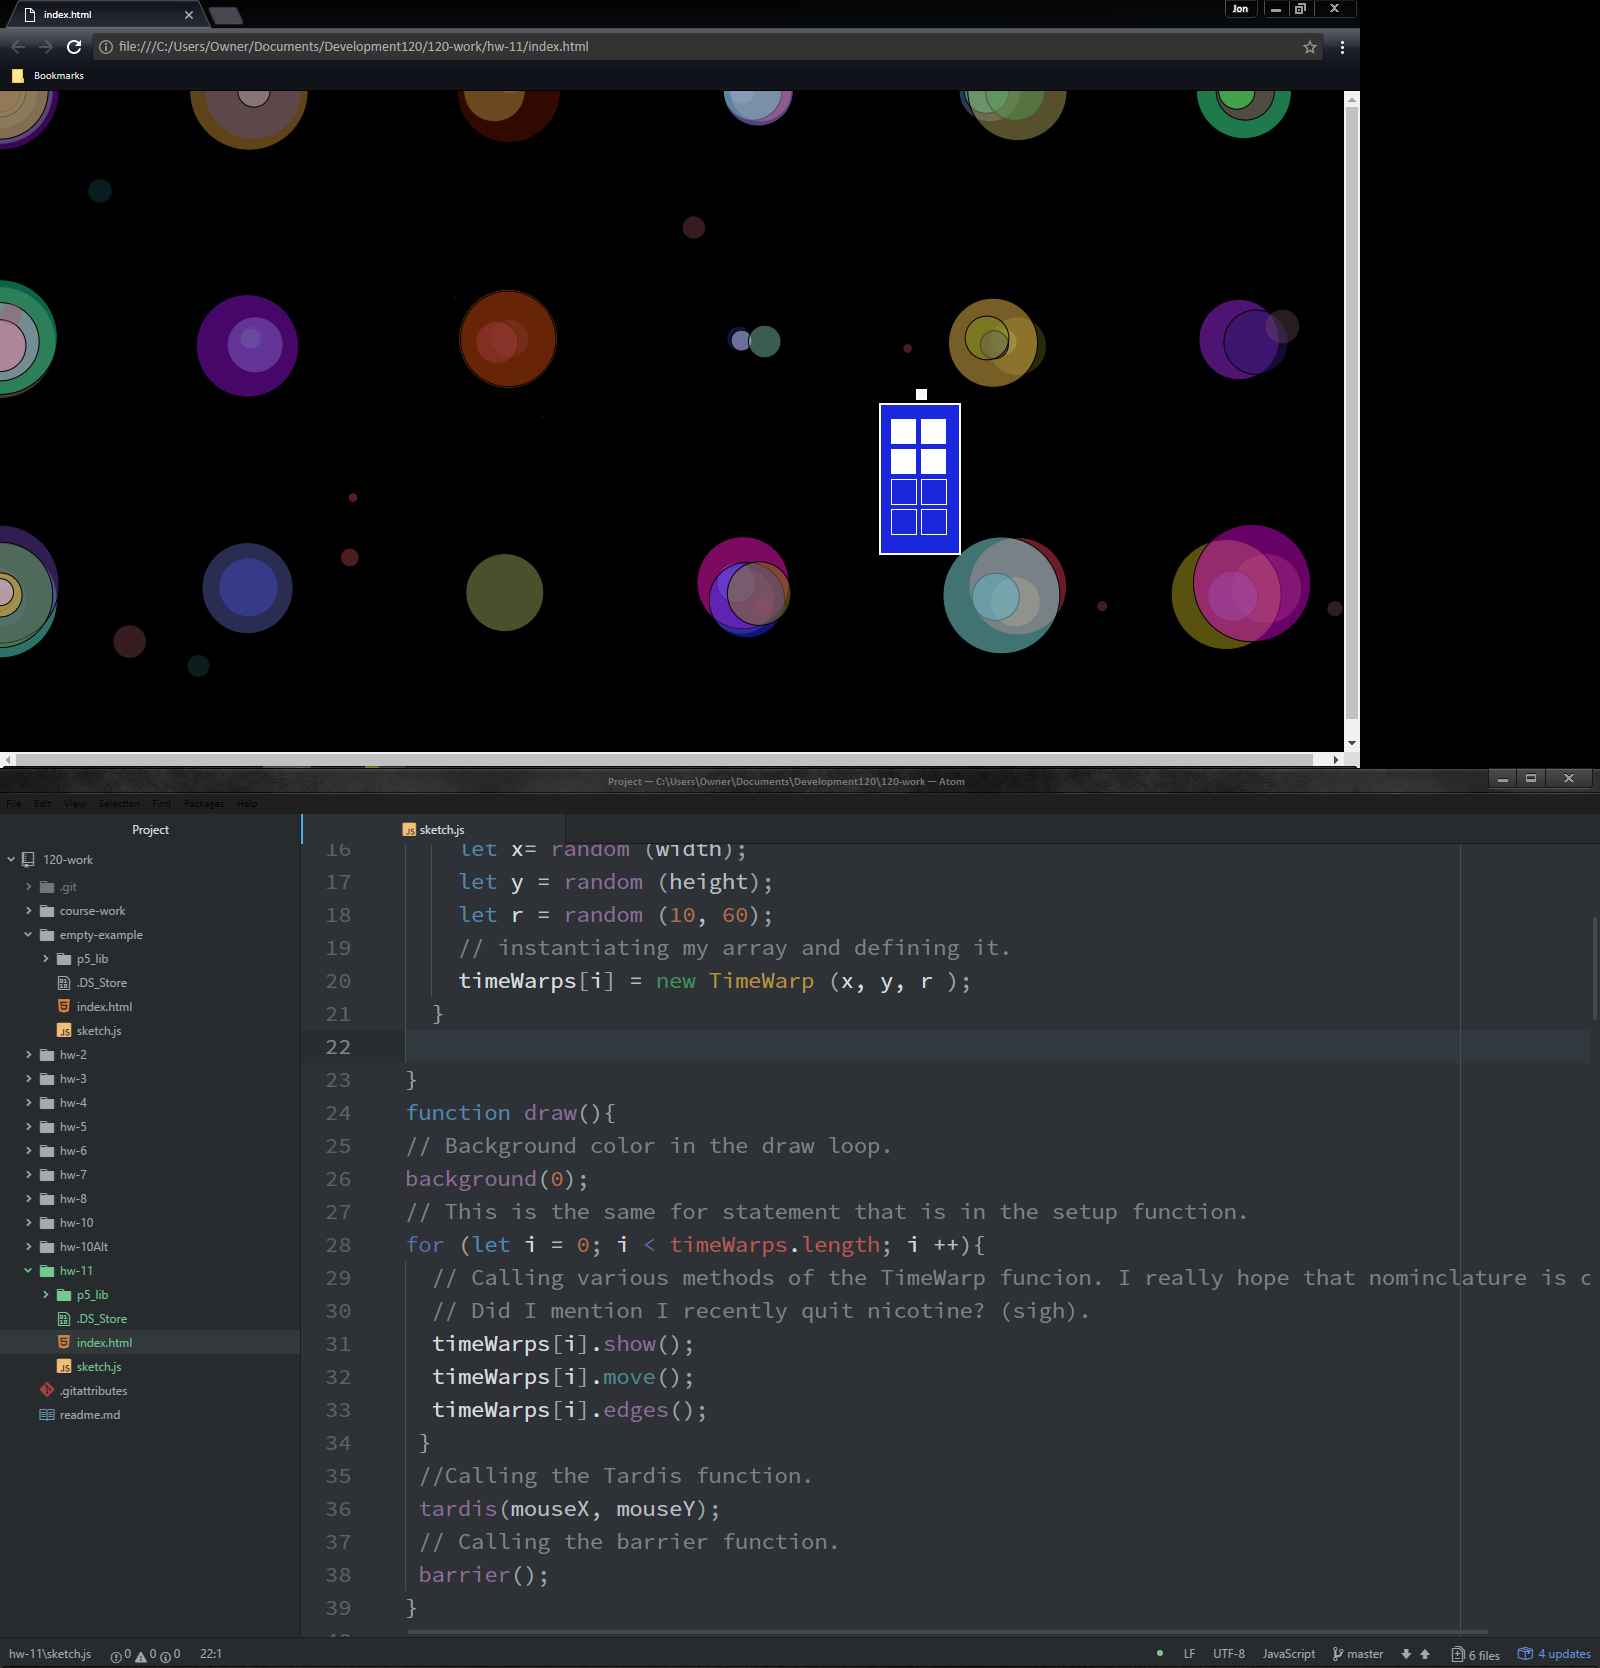 index.html
Jon
file:///C:/Users/Owner/Documents/Development120/120-work/hw-11/index.html
Bookmarks
Project — C:\Users\Owner\Documents\Development120\120-work — Atom
File Edit View Selection Find Packages Help
Project
sketch.js
120-work
.git
course-work
empty-example
p5_lib
.DS_Store
index.html
sketch.js
hw-2
hw-3
hw-4
hw-5
hw-6
hw-7
hw-8
hw-10
hw-10Alt
hw-11
p5_lib
.DS_Store
index.html
sketch.js
.gitattributes
readme.md
16 let x= random (width);
17 let y = random (height);
18 let r = random (10, 60);
19 // instantiating my array and defining it.
20 timeWarps[i] = new TimeWarp (x, y, r );
21 }
22
23 }
24 function draw(){
25 // Background color in the draw loop.
26 background(0);
27 // This is the same for statement that is in the setup function.
28 for (let i = 0; i < timeWarps.length; i ++){
29 // Calling various methods of the TimeWarp funcion. I really hope that nominclature is c
30 // Did I mention I recently quit nicotine? (sigh).
31 timeWarps[i].show();
32 timeWarps[i].move();
33 timeWarps[i].edges();
34 }
35 //Calling the Tardis function.
36 tardis(mouseX, mouseY);
37 // Calling the barrier function.
38 barrier();
39 }
hw-11\sketch.js 0 0 0 22:1 LF UTF-8 JavaScript master 6 files 4 updates